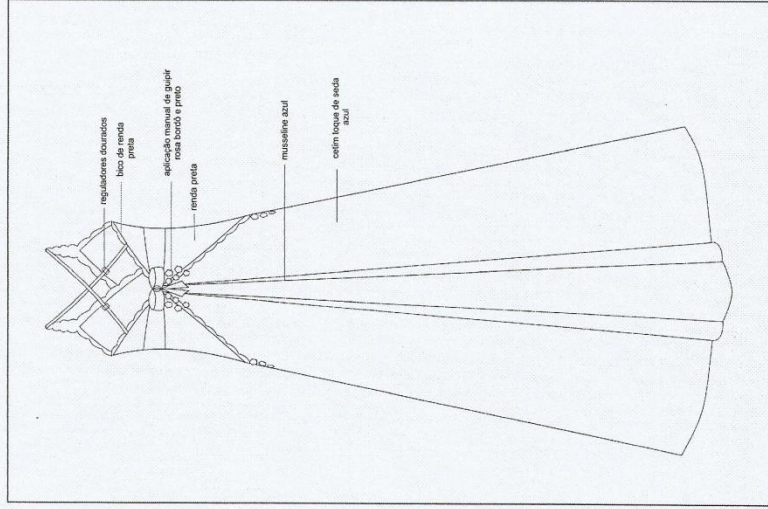 reguladores dourados
bico de renda
preta
aplicação manual de guipir
rosa bordô e preto
renda preta
musseline azul
cetim toque de seda
azul